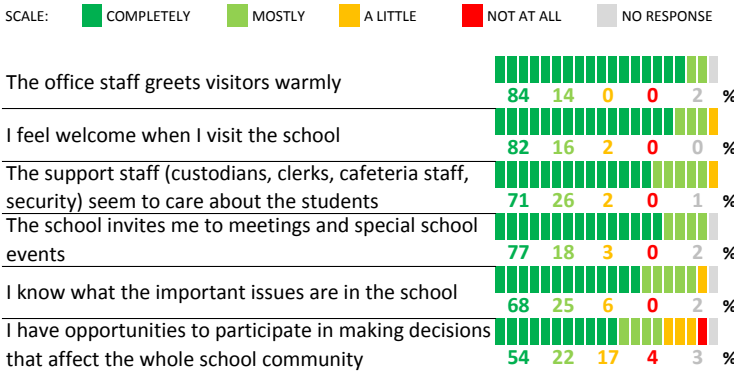 SCALE: COMPLETELY MOSTLY A LITTLE NOT AT ALL NO RESPONSE
The office staff greets visitors warmly
84 14 0 0 2 %
I feel welcome when I visit the school
82 16 2 0 0 %
The support staff (custodians, clerks, cafeteria staff,
security) seem to care about the students
71 26 2 0 1 %
The school invites me to meetings and special school
events
77 18 3 0 2 %
I know what the important issues are in the school
68 25 6 0 2 %
I have opportunities to participate in making decisions
that affect the whole school community
54 22 17 4 3 %